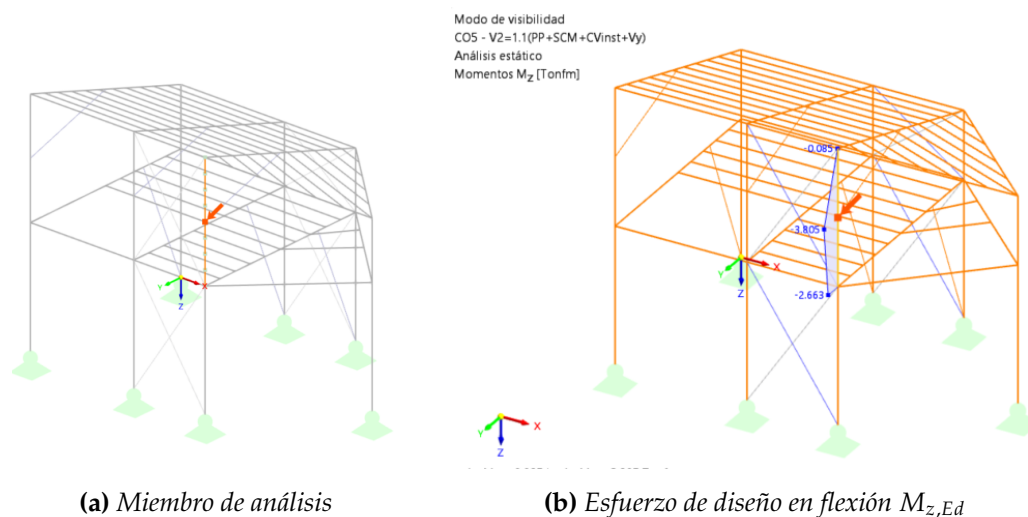 Modo de visibilidad
CO5 - V2=1.1(PP+SCM+CVinst+Vy)
Análisis estático
Momentos Mz [Tonfm]
X
Y
Z
-0.085
-3.805
-2.663
X
Y
Z
X
Y
Z
(a) Miembro de análisis
(b) Esfuerzo de diseño en flexión Mz,Ed